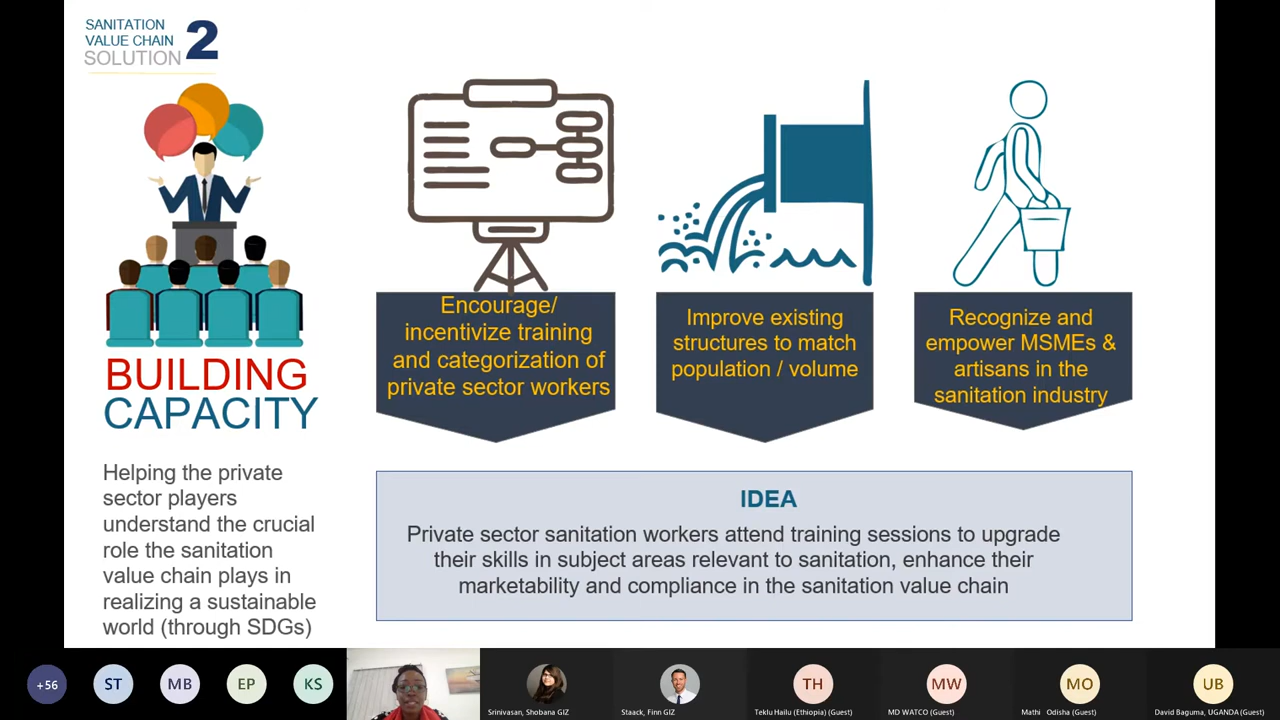 SANITATION
VALUE CHAIN
SOLUTION 2
BUILDING
CAPACITY
Helping the private
sector players
understand the crucial
role the sanitation
value chain plays in
realizing a sustainable
world (through SDGs)
Encourage/
incentivize training
and categorization of
private sector workers
Improve existing
structures to match
population / volume
Recognize and
empower MSMEs &
artisans in the
sanitation industry
IDEA
Private sector sanitation workers attend training sessions to upgrade
their skills in subject areas relevant to sanitation, enhance their
marketability and compliance in the sanitation value chain
+56
ST
MB
EP
KS
Srinivasan, Shobana GIZ
Staack, Finn GIZ
TH
Teklu Hailu (Ethiopia) (Guest)
MW
MD WATCO (Guest)
MO
Mathi Odisha (Guest)
UB
David Baguma, UGANDA (Guest)